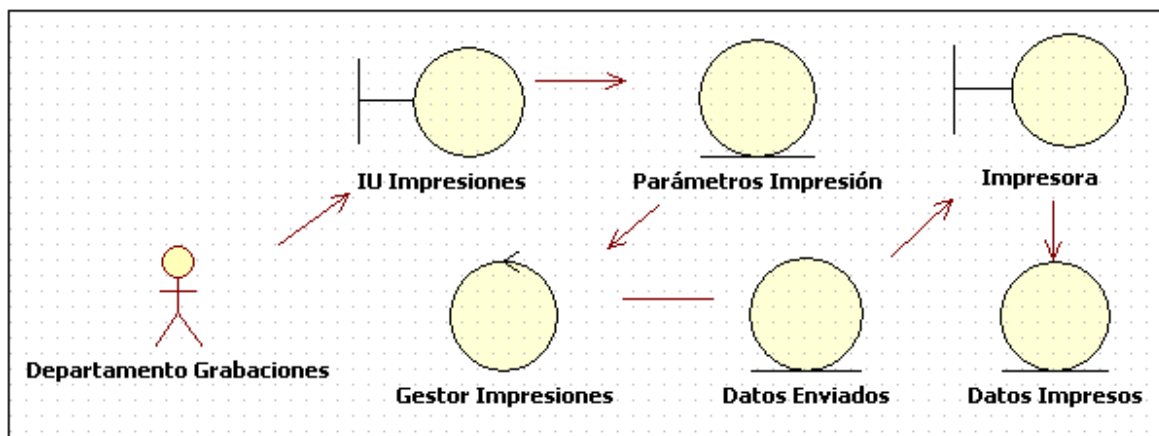 IU Impresiones
Parámetros Impresión
Impresora
Departamento Grabaciones
Gestor Impresiones
Datos Enviados
Datos Impresos